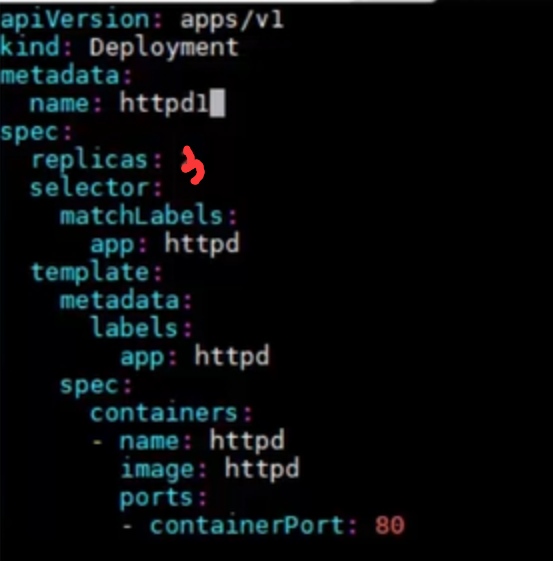 apiVersion: apps/v1
kind: Deployment
metadata:
  name: httpd1
spec:
  replicas:
  selector:
    matchLabels:
      app: httpd
  template:
    metadata:
      labels:
        app: httpd
    spec:
      containers:
      - name: httpd
        image: httpd
        ports:
        - containerPort: 80